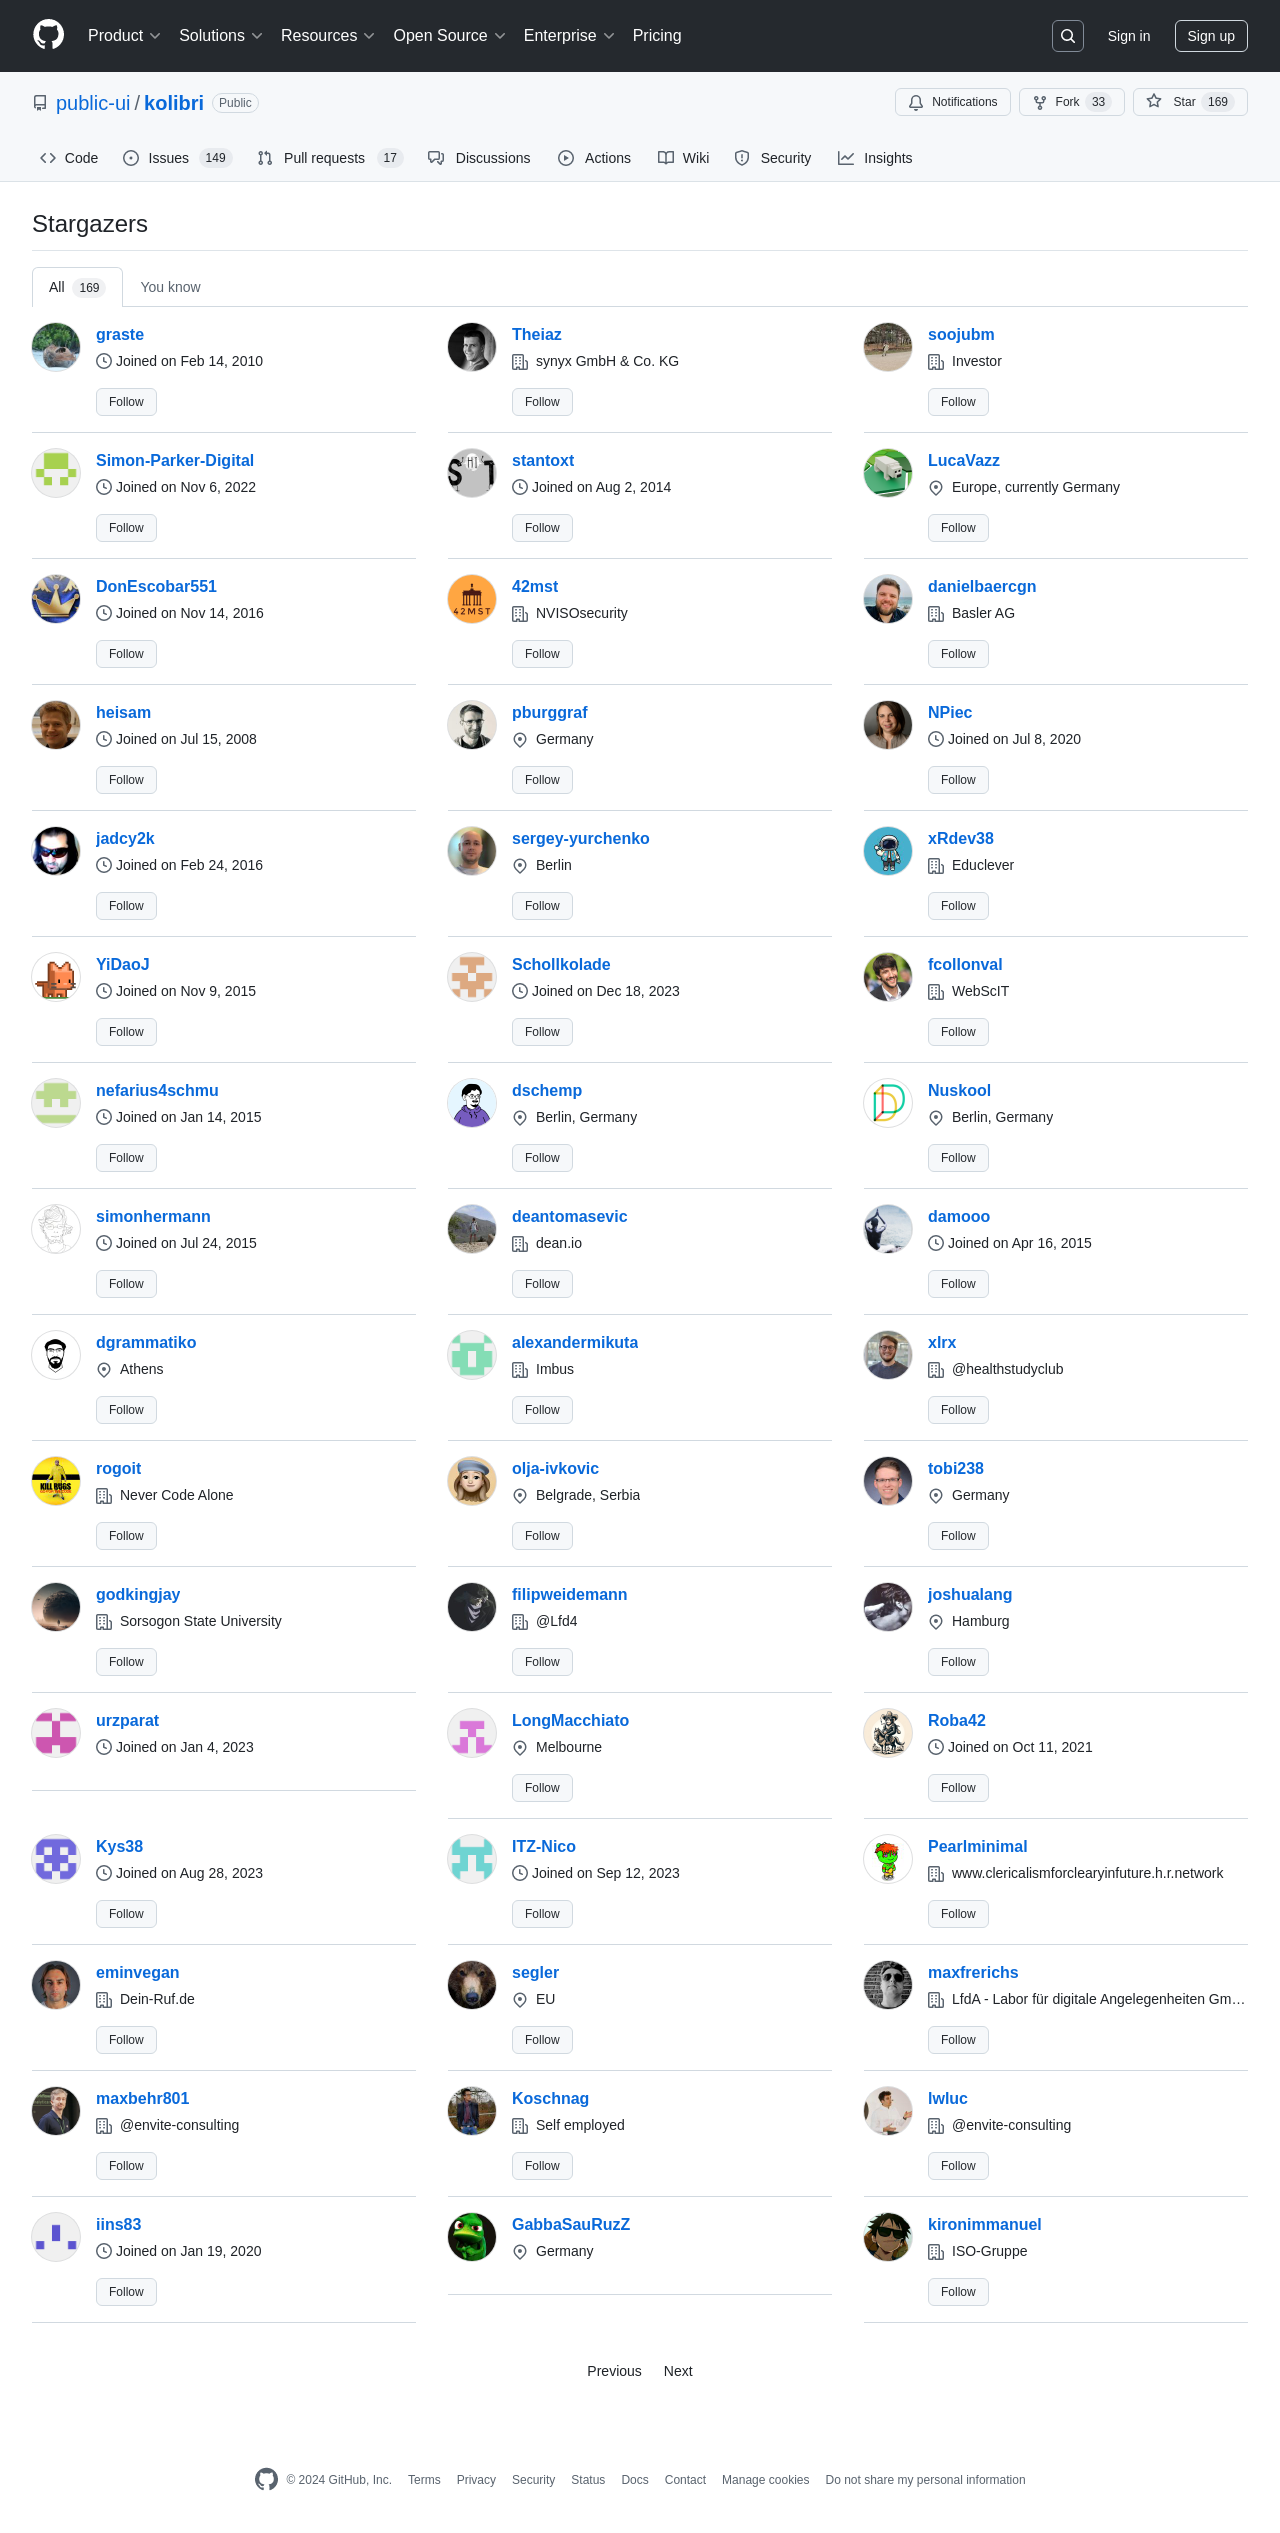 Product Solutions Resources Open Source Enterprise Pricing Sign in Sign up
public-ui / kolibri Public Notifications Fork 33 Star 169
Code Issues 149 Pull requests 17 Discussions Actions Wiki Security Insights
Stargazers
All 169 You know
graste Theiaz soojubm
Joined on Feb 14, 2010 synyx GmbH & Co. KG Investor
Follow Follow Follow
Simon-Parker-Digital stantoxt LucaVazz
Joined on Nov 6, 2022 Joined on Aug 2, 2014 Europe, currently Germany
Follow Follow Follow
DonEscobar551 42mst danielbaercgn
Joined on Nov 14, 2016 NVISOsecurity Basler AG
Follow Follow Follow
heisam pburggraf NPiec
Joined on Jul 15, 2008 Germany Joined on Jul 8, 2020
Follow Follow Follow
jadcy2k sergey-yurchenko xRdev38
Joined on Feb 24, 2016 Berlin Educlever
Follow Follow Follow
YiDaoJ Schollkolade fcollonval
Joined on Nov 9, 2015 Joined on Dec 18, 2023 WebScIT
Follow Follow Follow
nefarius4schmu dschemp Nuskool
Joined on Jan 14, 2015 Berlin, Germany Berlin, Germany
Follow Follow Follow
simonhermann deantomasevic damooo
Joined on Jul 24, 2015 dean.io Joined on Apr 16, 2015
Follow Follow Follow
dgrammatiko alexandermikuta xlrx
Athens Imbus @healthstudyclub
Follow Follow Follow
rogoit olja-ivkovic tobi238
Never Code Alone Belgrade, Serbia Germany
Follow Follow Follow
godkingjay filipweidemann joshualang
Sorsogon State University @Lfd4 Hamburg
Follow Follow Follow
urzparat LongMacchiato Roba42
Joined on Jan 4, 2023 Melbourne Joined on Oct 11, 2021
Follow Follow
Kys38 ITZ-Nico Pearlminimal
Joined on Aug 28, 2023 Joined on Sep 12, 2023 www.clericalismforclearyinfuture.h.r.network
Follow Follow Follow
eminvegan segler maxfrerichs
Dein-Ruf.de EU LfdA - Labor für digitale Angelegenheiten Gm…
Follow Follow Follow
maxbehr801 Koschnag lwluc
@envite-consulting Self employed @envite-consulting
Follow Follow Follow
iins83 GabbaSauRuzZ kironimmanuel
Joined on Jan 19, 2020 Germany ISO-Gruppe
Follow Follow
Previous Next
© 2024 GitHub, Inc. Terms Privacy Security Status Docs Contact Manage cookies Do not share my personal information